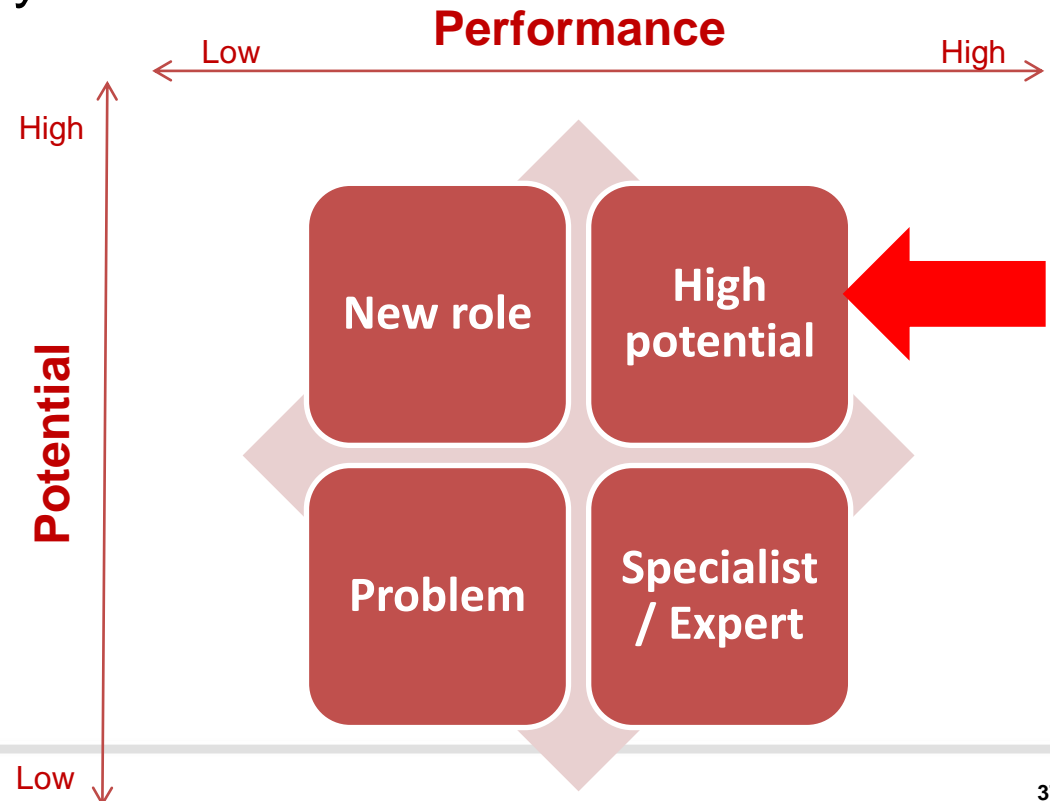 Performance
Low
High
High
Potential
New role
High
potential
Problem
Specialist
/ Expert
Low
3